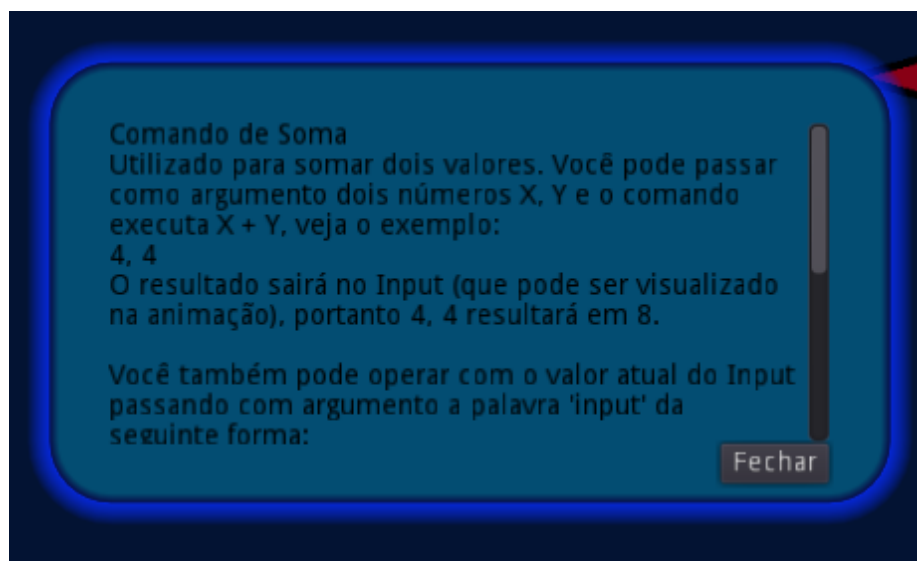 Comando de Soma
Utilizado para somar dois valores. Você pode passar
como argumento dois números X, Y e o comando
executa X + Y, veja o exemplo:
4, 4
O resultado sairá no Input (que pode ser visualizado
na animação), portanto 4, 4 resultará em 8.
Você também pode operar com o valor atual do Input
passando com argumento a palavra 'input' da
seguinte forma:
Fechar